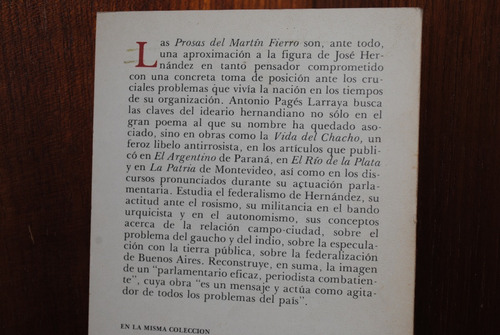 Las Prosas del Martín Fierro son, ante todo,
una aproximación a la figura de José Her-
nández en tanto pensador comprometido
con una concreta toma de posición ante los cru-
ciales problemas que vivía la nación en los tiempos
de su organización. Antonio Pagés Larraya busca
las claves del ideario hernandiano no sólo en el
gran poema al que su nombre ha quedado aso-
ciado, sino en obras como la Vida del Chacho, un
feroz libelo antirrosista, en los artículos que publi-
có en El Argentino de Paraná, en El Río de la Plata
y en La Patria de Montevideo, así como en los dis-
cursos pronunciados durante su actuación parla-
mentaria. Estudia el federalismo de Hernández, su
actitud ante el rosismo, su militancia en el bando
urquicista y en el autonomismo, sus conceptos
acerca de la relación campo-ciudad, sobre el
problema del gaucho y del indio, sobre la especula-
ción con la tierra pública, sobre la federalización
de Buenos Aires. Reconstruye, en suma, la imagen
de un "parlamentario eficaz, periodista combatien-
te", cuya obra "es un mensaje y actúa como agita-
dor de todos los problemas del país".
EN LA MISMA COLECCION